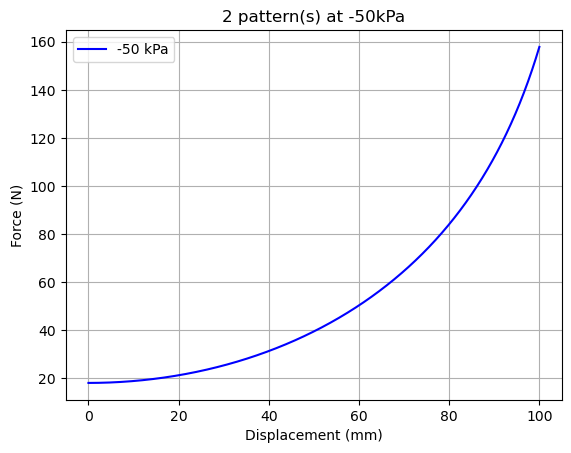 2 pattern(s) at -50kPa
-50 kPa
160
140
120
100
80
60
40
20
Force (N)
0 20 40 60 80 100
Displacement (mm)